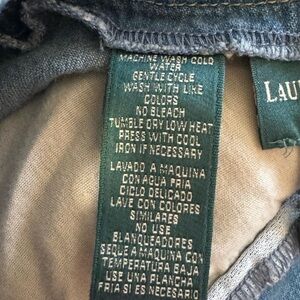 MACHINE WASH COLD
WATER
GENTLE CYCLE
WASH WITH LIKE
COLORS
NO BLEACH
TUMBLE DRY LOW HEAT
PRESS WITH COOL
IRON IF NECESSARY
LAVADO A MAQUINA
CON AGUA FRIA
CICLO DELICADO
LAVE CON COLORES
SIMILARES
NO USE
BLANQUEADORES
SEQUE A MAQUINA CON
TEMPERATURA BAJA
USE UNA PLANCHA
FRIA SI ES NECESARIO
LAU